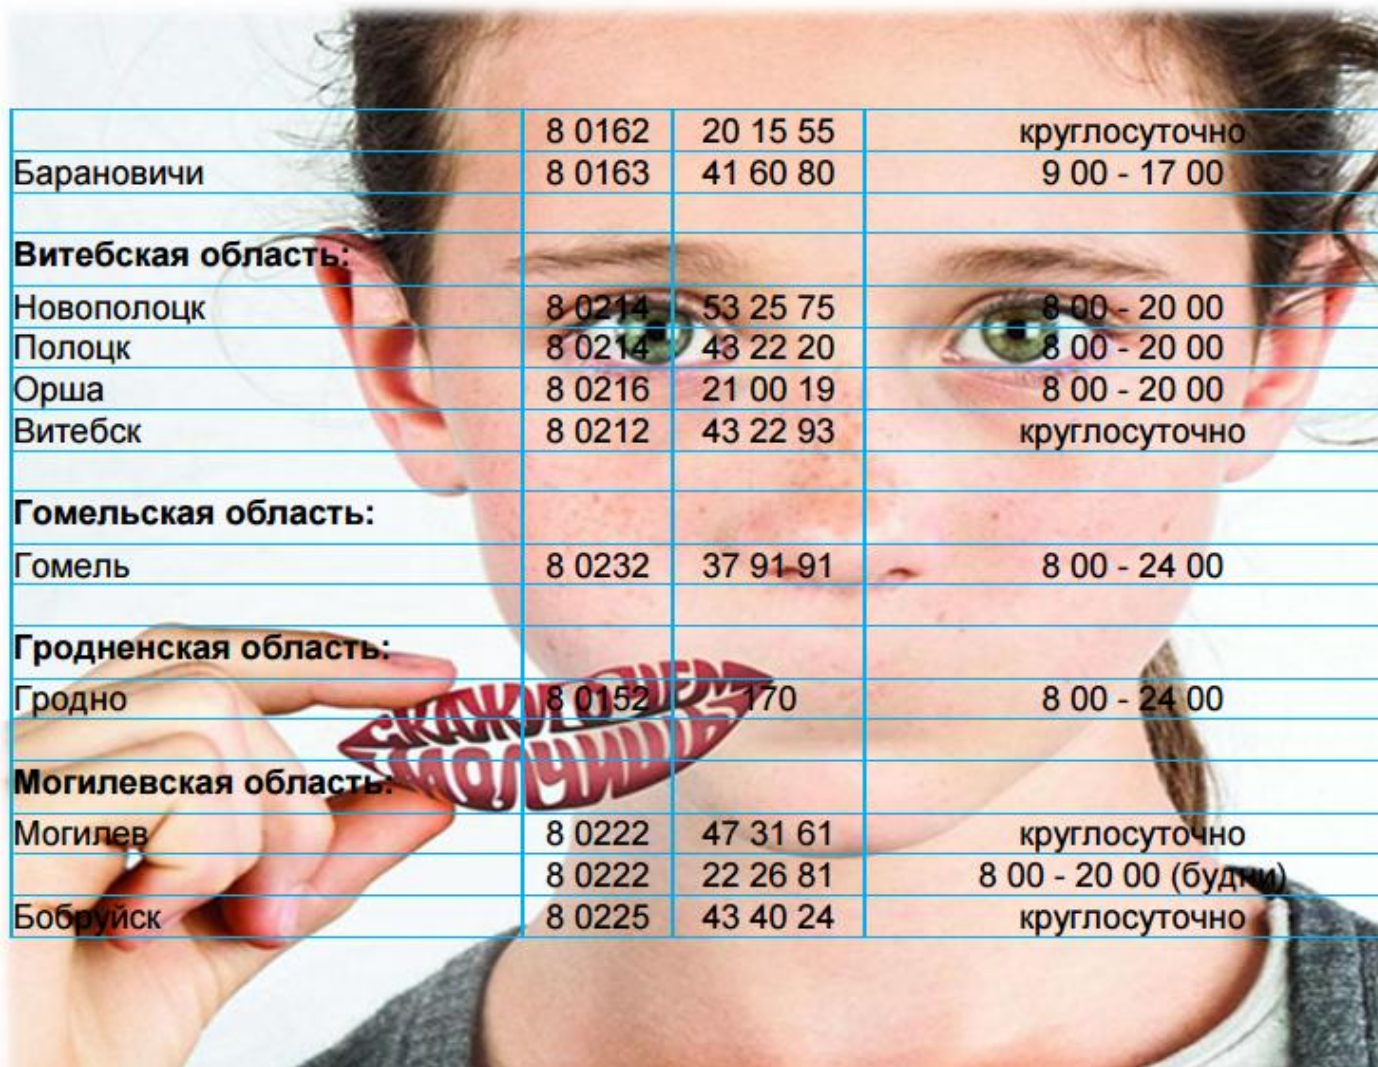 8 0162 20 15 55 круглосуточно
Барановичи 8 0163 41 60 80 9 00 - 17 00
Витебская область:
Новополоцк 8 0214 53 25 75 8 00 - 20 00
Полоцк 8 0214 43 22 20 8 00 - 20 00
Орша 8 0216 21 00 19 8 00 - 20 00
Витебск 8 0212 43 22 93 круглосуточно
Гомельская область:
Гомель 8 0232 37 91 91 8 00 - 24 00
Гродненская область:
Гродно 8 0152 170 8 00 - 24 00
СКАЖИ О ЧЕМ
МОЛЧИШЬ
Могилевская область:
Могилев 8 0222 47 31 61 круглосуточно
8 0222 22 26 81 8 00 - 20 00 (будни)
Бобруйск 8 0225 43 40 24 круглосуточно